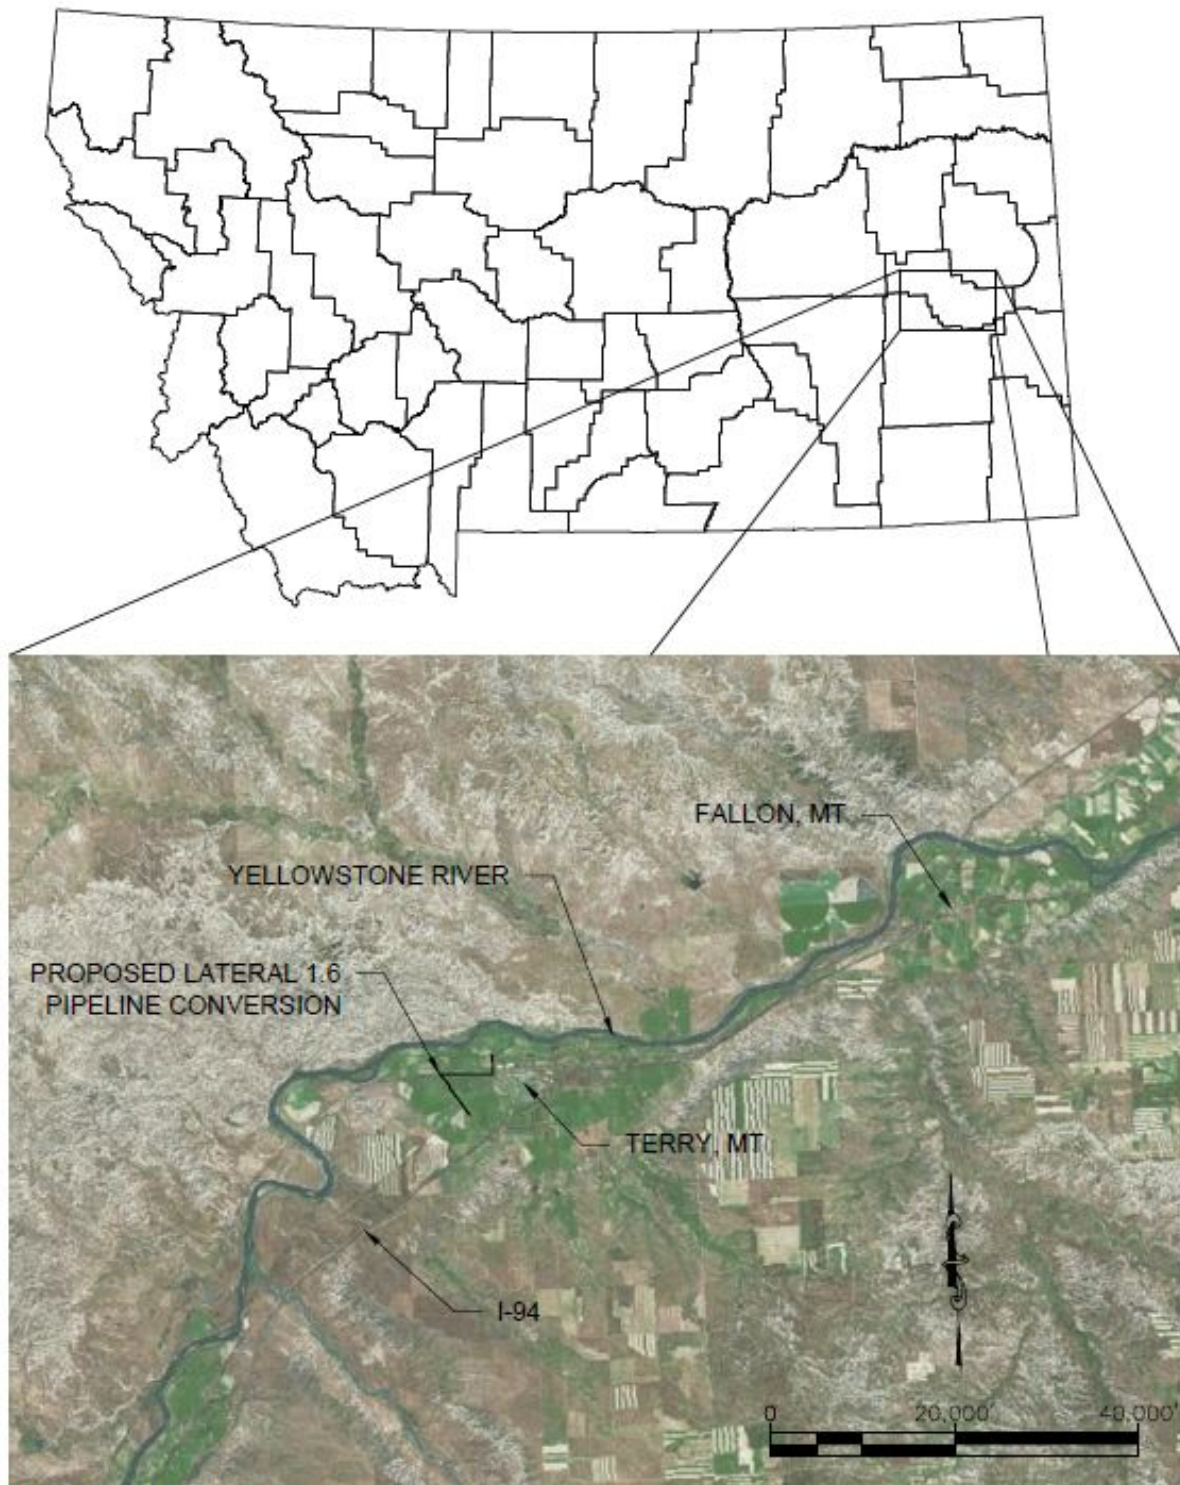 FALLON, MT
YELLOWSTONE RIVER
PROPOSED LATERAL 1.6
PIPELINE CONVERSION
TERRY, MT
I-94
0 20,000' 40,000'